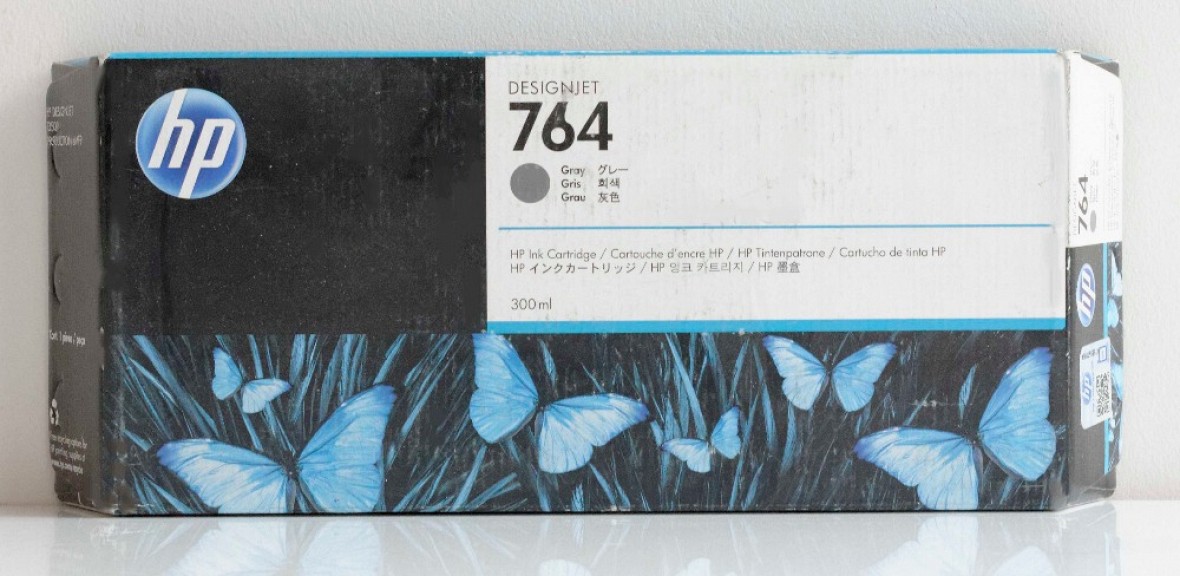 hp
DESIGNJET
764
Gray グレー
Gris 회색
Grau 灰色
HP Ink Cartridge / Cartouche d'encre HP / HP Tintenpatrone / Cartucho de tinta HP
HP インクカートリッジ / HP 잉크 카트리지 / HP 墨盒
300 ml
764
hp